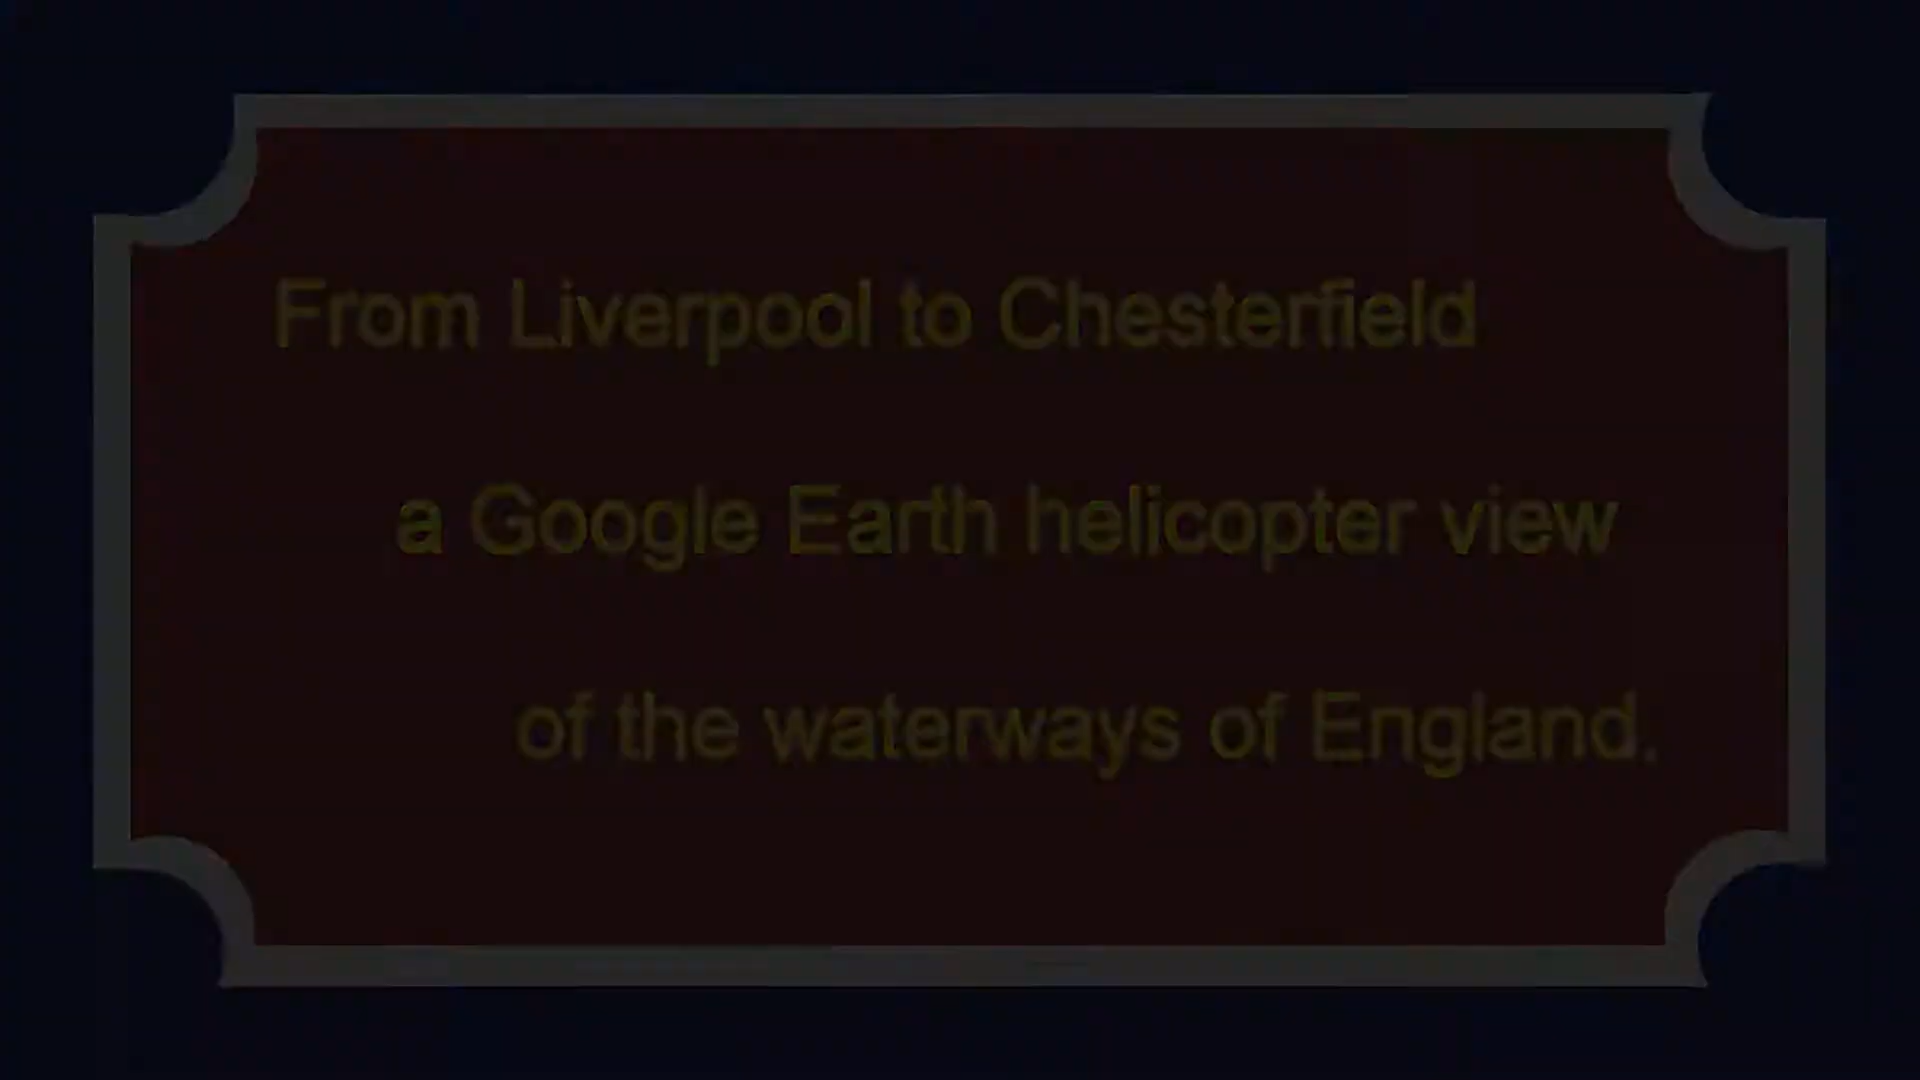 From Liverpool to Chesterfield
a Google Earth helicopter view
of the waterways of England.